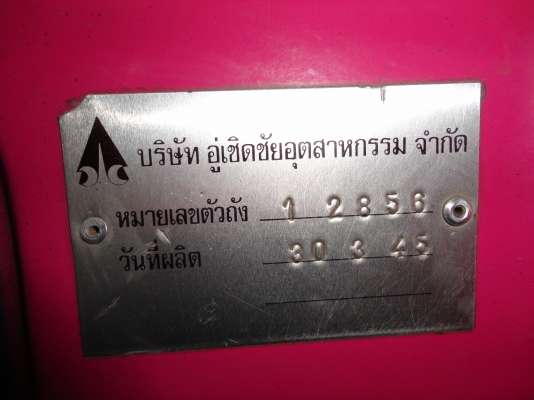 บริษัท อู่เชิดชัยอุตสาหกรรม จำกัด
หมายเลขตัวถัง 1 2856
วันที่ผลิต 30 3 45